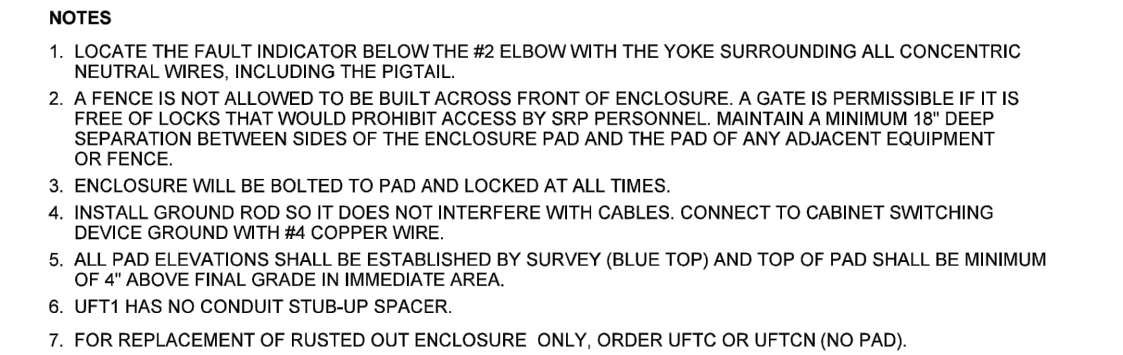 NOTES
1. LOCATE THE FAULT INDICATOR BELOW THE #2 ELBOW WITH THE YOKE SURROUNDING ALL CONCENTRIC
NEUTRAL WIRES, INCLUDING THE PIGTAIL.
2. A FENCE IS NOT ALLOWED TO BE BUILT ACROSS FRONT OF ENCLOSURE. A GATE IS PERMISSIBLE IF IT IS
FREE OF LOCKS THAT WOULD PROHIBIT ACCESS BY SRP PERSONNEL. MAINTAIN A MINIMUM 18" DEEP
SEPARATION BETWEEN SIDES OF THE ENCLOSURE PAD AND THE PAD OF ANY ADJACENT EQUIPMENT
OR FENCE.
3. ENCLOSURE WILL BE BOLTED TO PAD AND LOCKED AT ALL TIMES.
4. INSTALL GROUND ROD SO IT DOES NOT INTERFERE WITH CABLES. CONNECT TO CABINET SWITCHING
DEVICE GROUND WITH #4 COPPER WIRE.
5. ALL PAD ELEVATIONS SHALL BE ESTABLISHED BY SURVEY (BLUE TOP) AND TOP OF PAD SHALL BE MINIMUM
OF 4" ABOVE FINAL GRADE IN IMMEDIATE AREA.
6. UFT1 HAS NO CONDUIT STUB-UP SPACER.
7. FOR REPLACEMENT OF RUSTED OUT ENCLOSURE  ONLY, ORDER UFTC OR UFTCN (NO PAD).